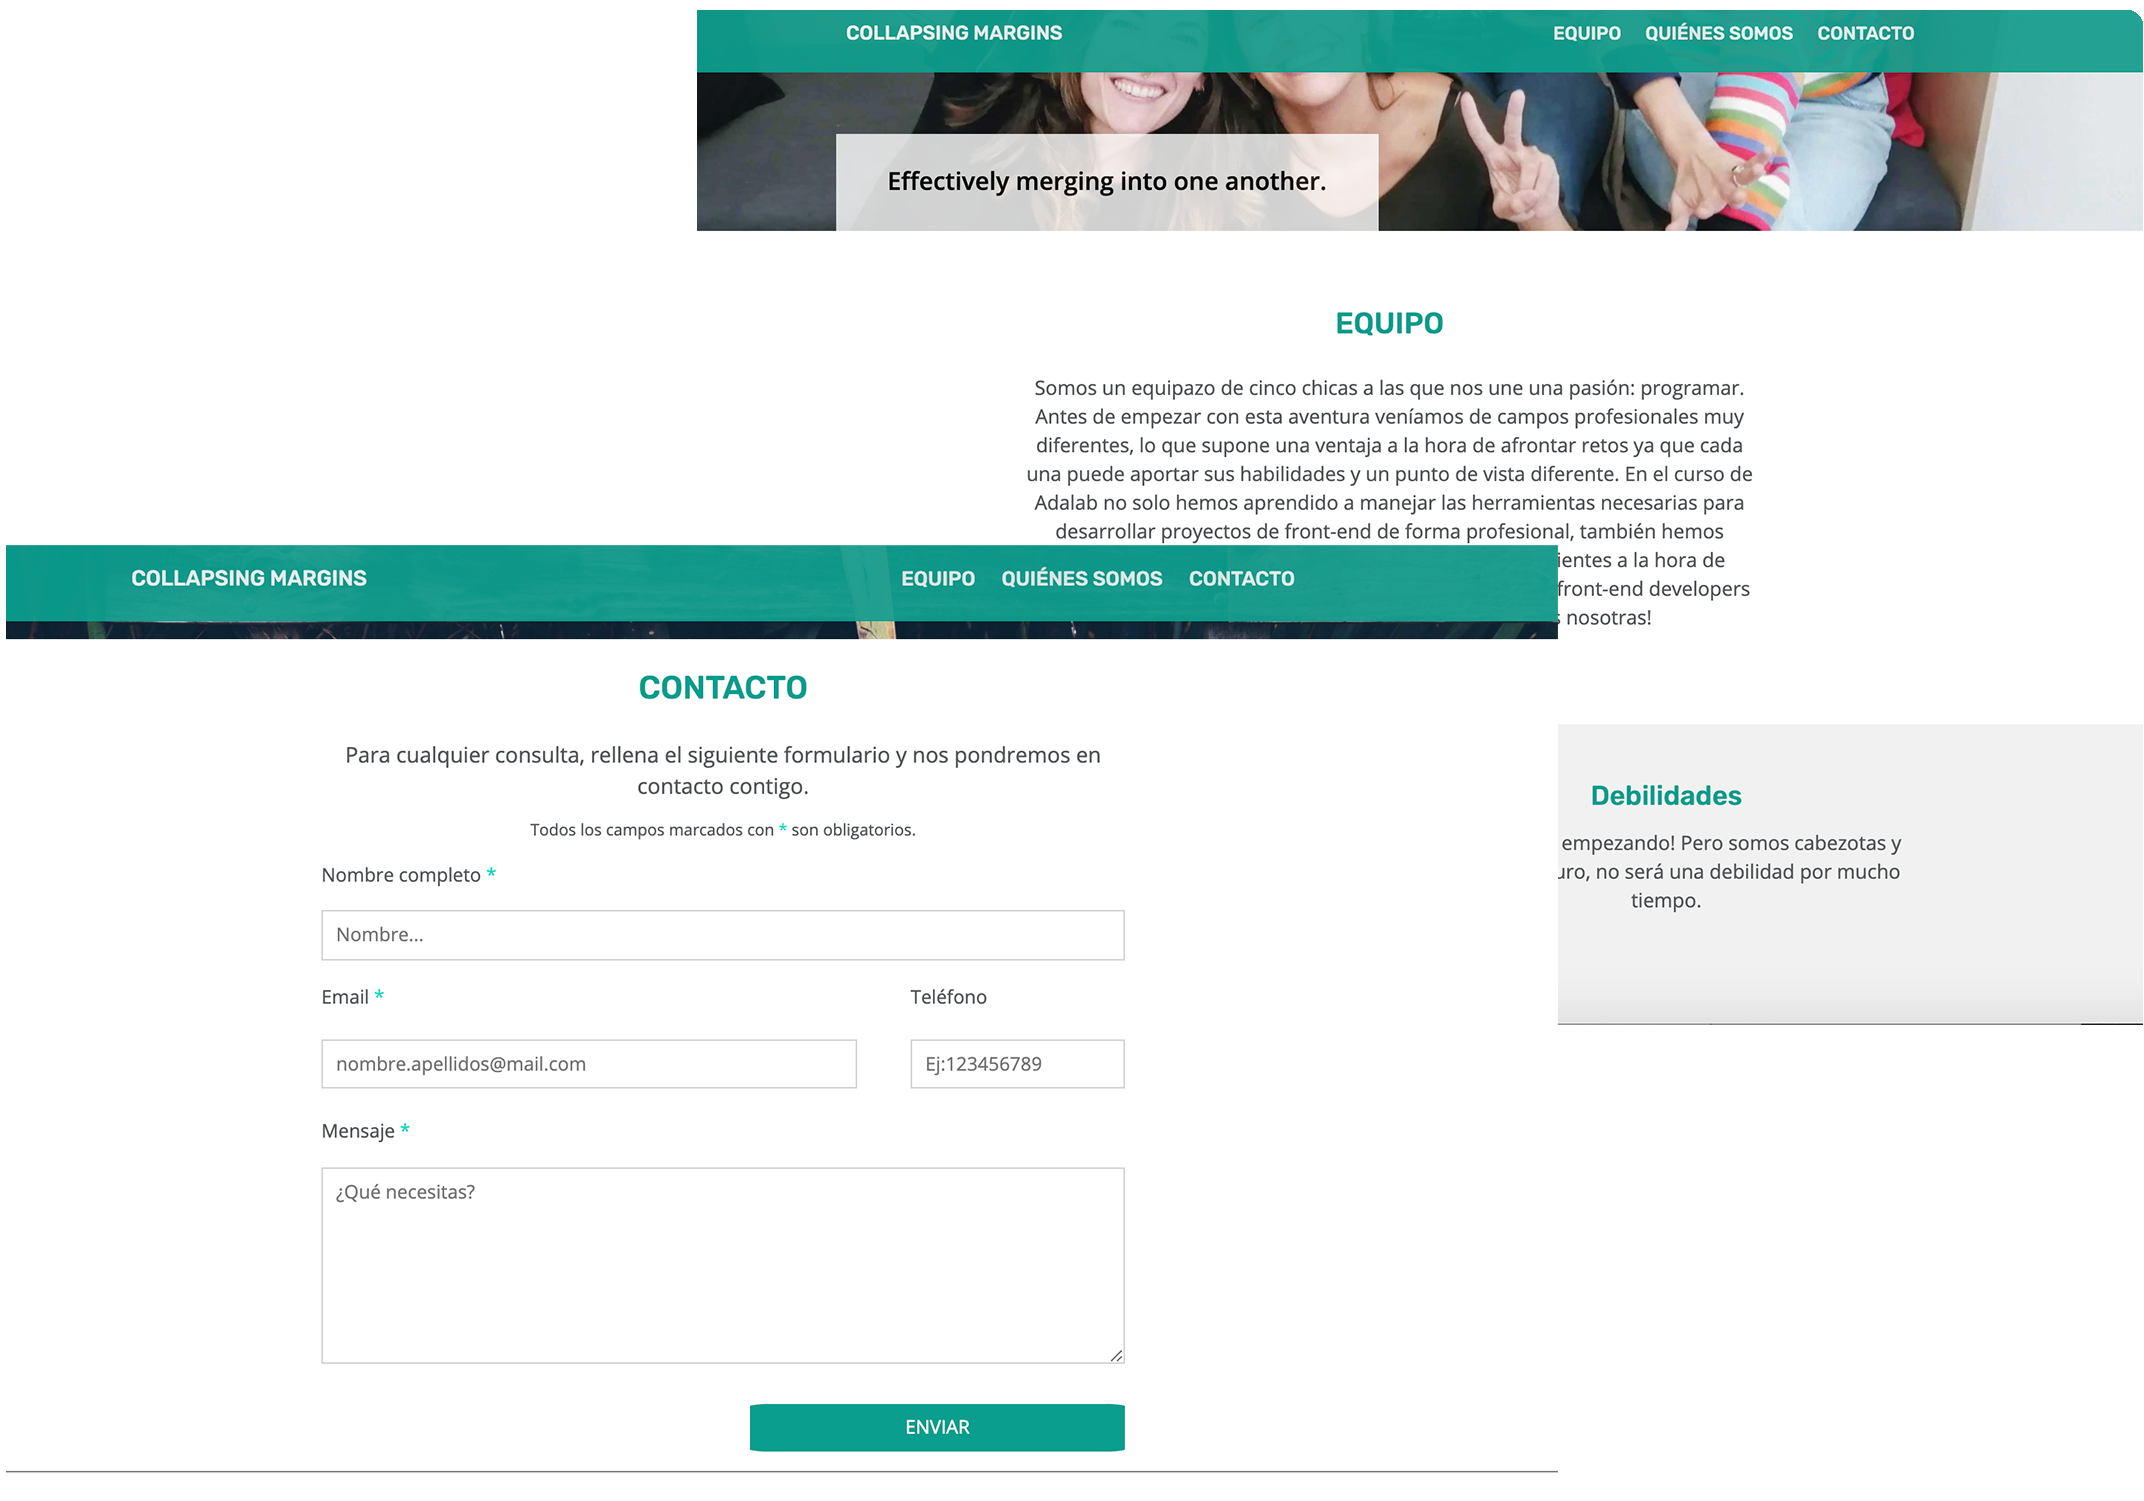 COLLAPSING MARGINS EQUIPO QUIÉNES SOMOS CONTACTO
Effectively merging into one another.
EQUIPO
Somos un equipazo de cinco chicas a las que nos une una pasión: programar.
Antes de empezar con esta aventura veníamos de campos profesionales muy
diferentes, lo que supone una ventaja a la hora de afrontar retos ya que cada
una puede aportar sus habilidades y un punto de vista diferente. En el curso de
Adalab no solo hemos aprendido a manejar las herramientas necesarias para
desarrollar proyectos de front-end de forma profesional, también hemos
a la hora de
front-end developers
nosotras!
Debilidades
empezando! Pero somos cabezotas y
no será una debilidad por mucho
tiempo.
COLLAPSING MARGINS EQUIPO QUIÉNES SOMOS CONTACTO
CONTACTO
Para cualquier consulta, rellena el siguiente formulario y nos pondremos en
contacto contigo.
Todos los campos marcados con * son obligatorios.
Nombre completo *
Nombre...
Email * Teléfono
nombre.apellidos@mail.com Ej:123456789
Mensaje *
¿Qué necesitas?
ENVIAR